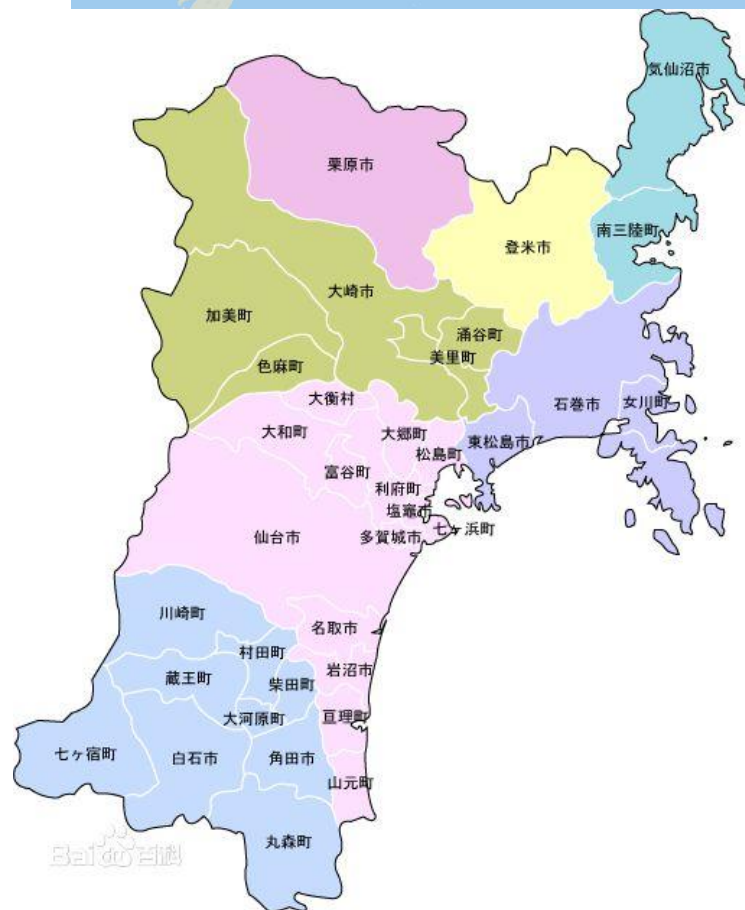 気仙沼市
栗原市
南三陸町
登米市
大崎市
加美町
涌谷町
美里町
色麻町
大衡村
石巻市
女川町
大和町
大郷町
東松島市
松島町
富谷町
利府町
塩竈市
仙台市
多賀城市
七ヶ浜町
川崎町
名取市
村田町
岩沼市
蔵王町
柴田町
大河原町
亘理町
七ヶ宿町
白石市
角田市
山元町
丸森町
Baidu百科